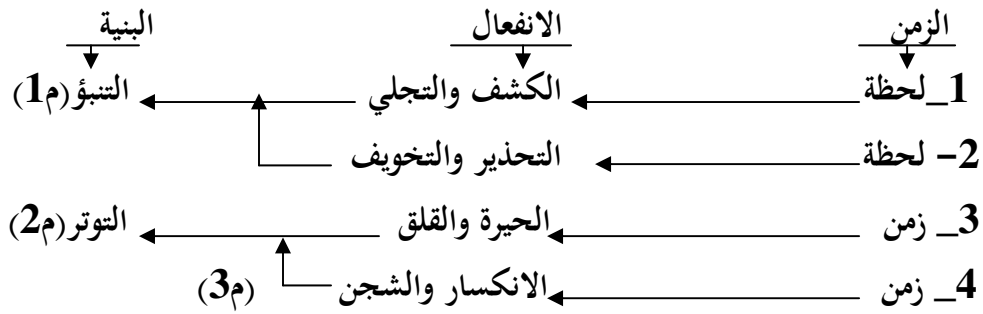 الزمن الانفعال البنية
1_لحظة الكشف والتجلي التنبؤ(م1)
2- لحظة التحذير والتخويف
3_ زمن الحيرة والقلق التوتر(م2)
4_ زمن الانكسار والشجن (م3)